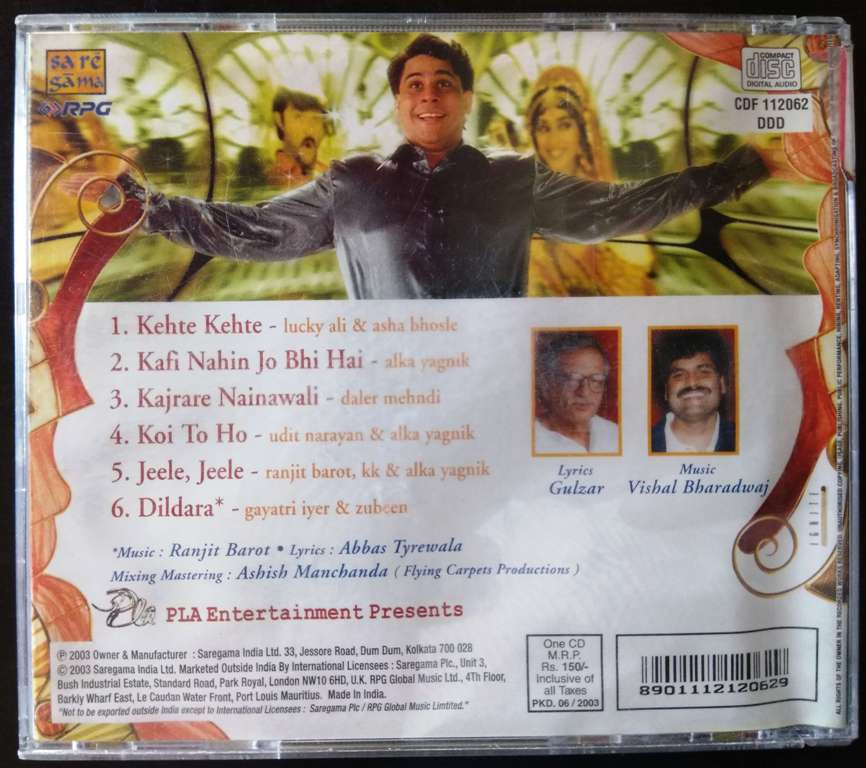 sa re
gama
RPG
COMPACT
disc
DIGITAL AUDIO
CDF 112062
DDD
1. Kehte Kehte - lucky ali & asha bhosle
2. Kafi Nahin Jo Bhi Hai - alka yagnik
3. Kajrare Nainawali - daler mehndi
4. Koi To Ho - udit narayan & alka yagnik
5. Jeele, Jeele - ranjit barot, kk & alka yagnik
6. Dildara* - gayatri iyer & zubeen
Lyrics
Gulzar
Music
Vishal Bharadwaj
*Music : Ranjit Barot • Lyrics : Abbas Tyrewala
Mixing Mastering : Ashish Manchanda ( Flying Carpets Productions )
PLA Entertainment Presents
℗ 2003 Owner & Manufacturer : Saregama India Ltd. 33, Jessore Road, Dum Dum, Kolkata 700 028
© 2003 Saregama India Ltd. Marketed Outside India By International Licensees : Saregama Plc., Unit 3,
Bush Industrial Estate, Standard Road, Park Royal, London NW10 6HD, U.K. RPG Global Music Ltd., 4Th Floor,
Barkly Wharf East, Le Caudan Water Front, Port Louis Mauritius. Made in India.
"Not to be exported outside India except to International Licensees : Saregama Plc / RPG Global Music Limtited."
One CD
M.R.P.
Rs. 150/-
Inclusive of
all Taxes
PKD. 06 / 2003
8901112120629
IGNITE